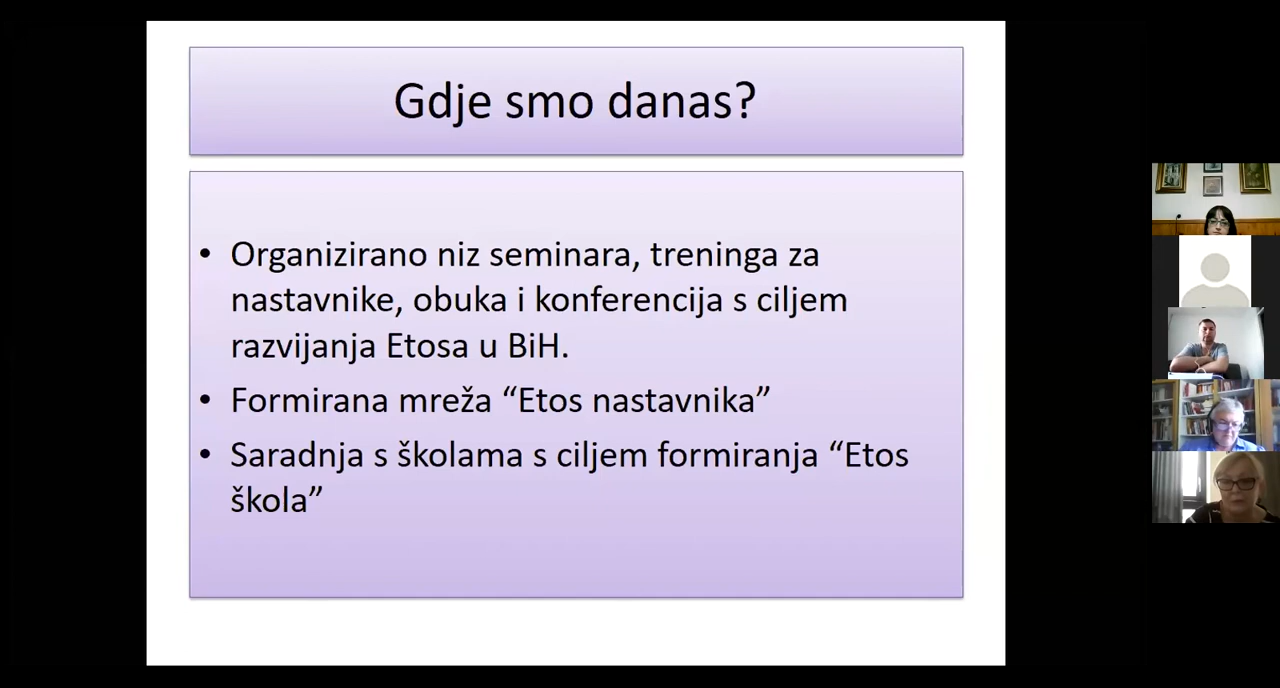 Gdje smo danas?
• Organizirano niz seminara, treninga za
nastavnike, obuka i konferencija s ciljem
razvijanja Etosa u BiH.
• Formirana mreža “Etos nastavnika”
• Saradnja s školama s ciljem formiranja “Etos
škola”